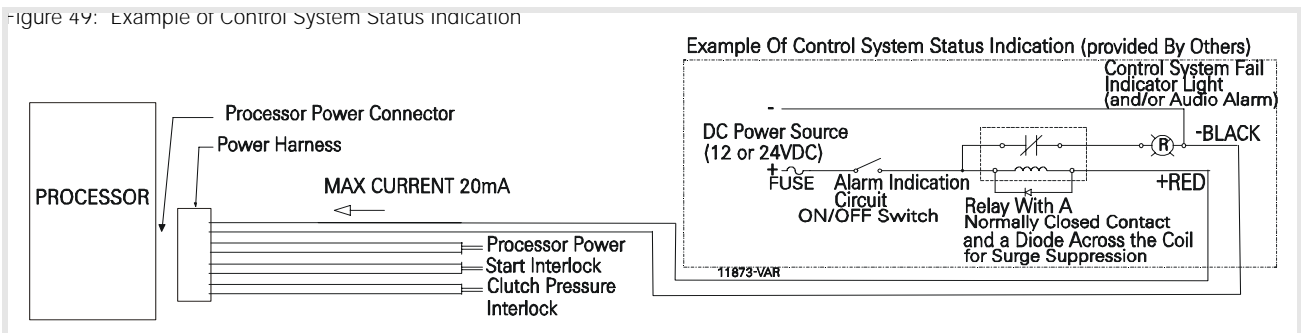 Figure 49: Example of Control System Status Indication
Example Of Control System Status Indication (provided By Others)
Control System Fail
Indicator Light
(and/or Audio Alarm)
-
DC Power Source
(12 or 24VDC)
+
FUSE
Alarm Indication
Circuit
ON/OFF Switch
R
-BLACK
+RED
Relay With A
Normally Closed Contact
and a Diode Across the Coil
for Surge Suppression
11873-VAR
Processor Power Connector
Power Harness
PROCESSOR
MAX CURRENT 20mA
Processor Power
Start Interlock
Clutch Pressure
Interlock